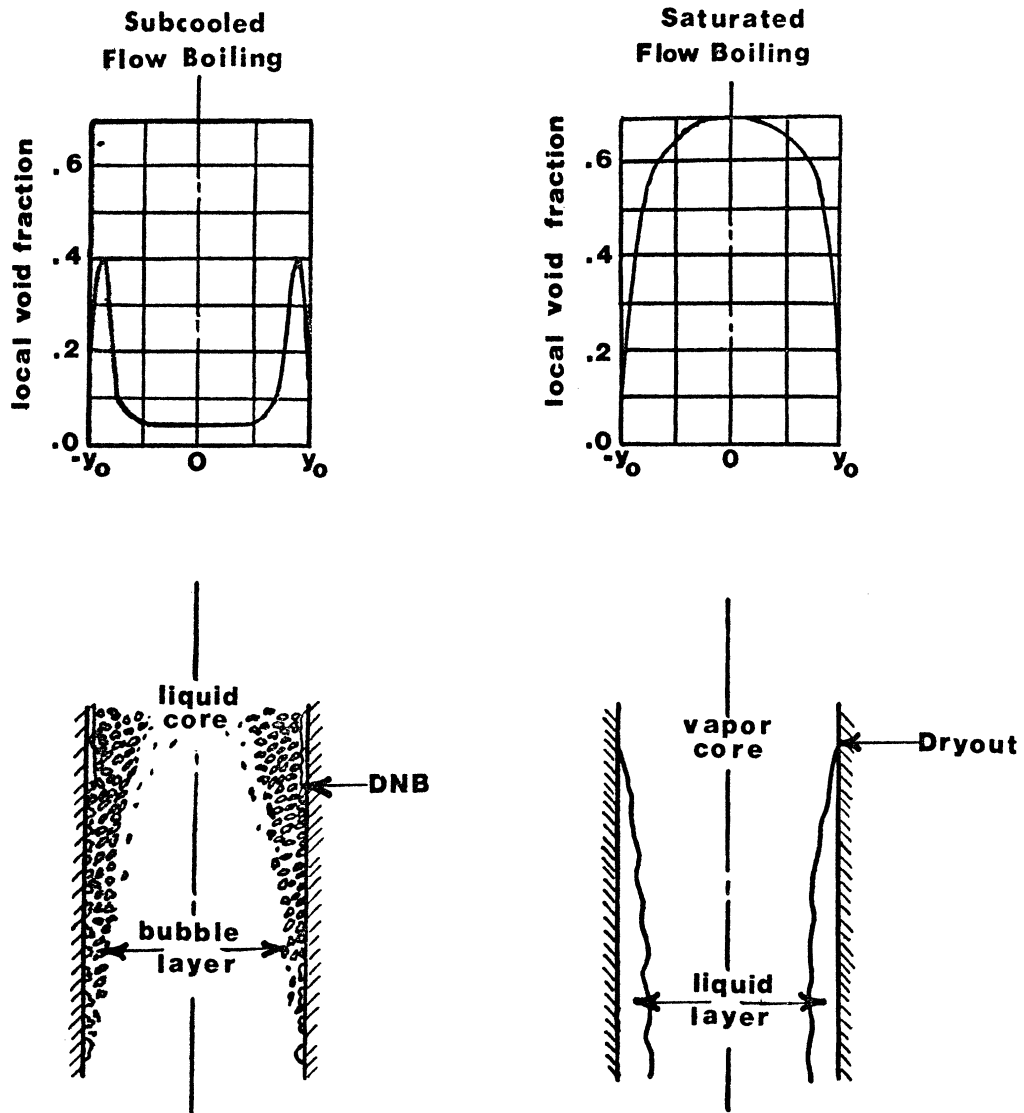 Subcooled
Flow Boiling
local void fraction
.6
.4
.2
.0
-yo
0
yo
Saturated
Flow Boiling
local void fraction
.6
.4
.2
.0
-yo
0
yo
liquid
core
DNB
bubble
layer
vapor
core
Dryout
liquid
layer